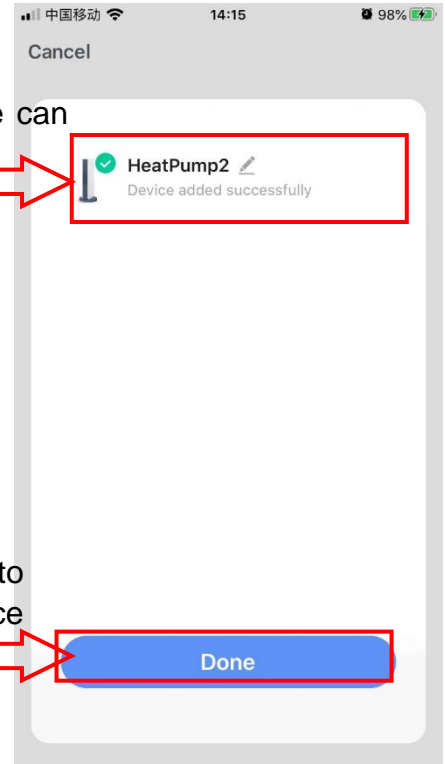 中国移动 14:15 98%
Cancel
e can
HeatPump2
Device added successfully
to
ce
Done